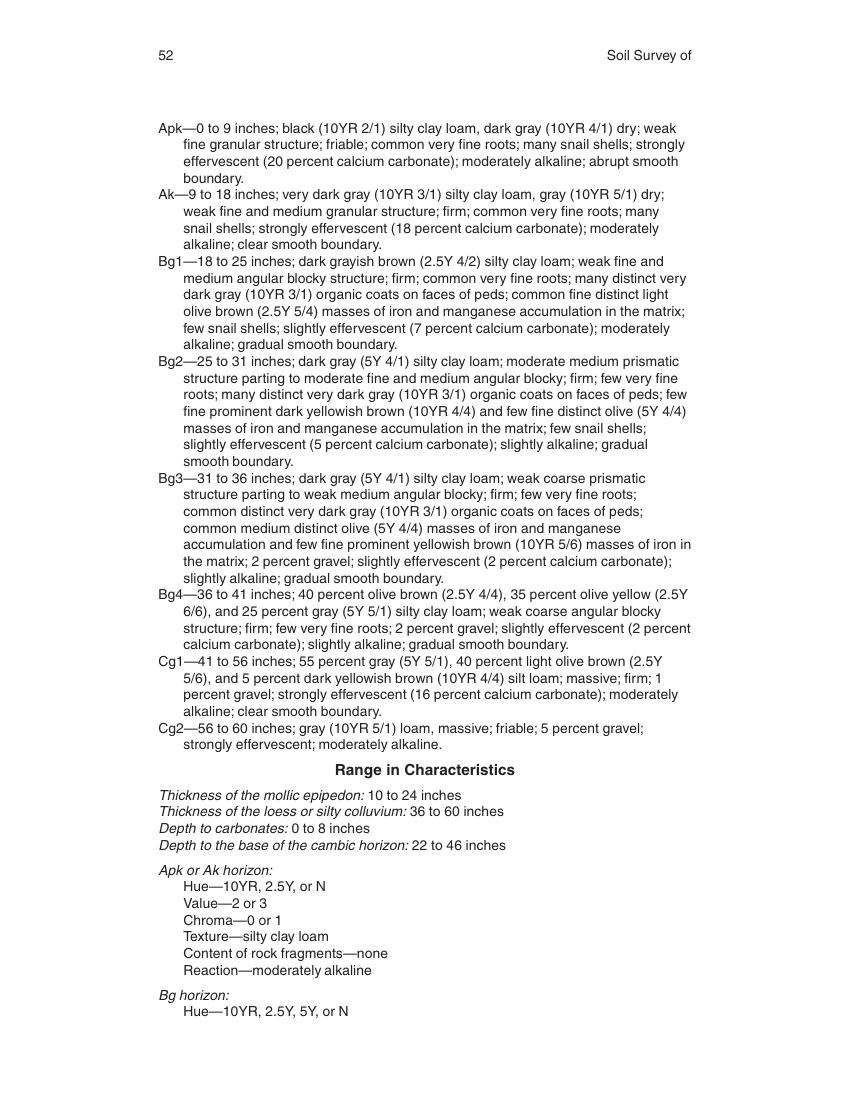 52
Soil Survey of
Apk—0 to 9 inches; black (10YR 2/1) silty clay loam, dark gray (10YR 4/1) dry; weak
fine granular structure; friable; common very fine roots; many snail shells; strongly
effervescent (20 percent calcium carbonate); moderately alkaline; abrupt smooth
boundary.
Ak—9 to 18 inches; very dark gray (10YR 3/1) silty clay loam, gray (10YR 5/1) dry;
weak fine and medium granular structure; firm; common very fine roots; many
snail shells; strongly effervescent (18 percent calcium carbonate); moderately
alkaline; clear smooth boundary.
Bg1—18 to 25 inches; dark grayish brown (2.5Y 4/2) silty clay loam; weak fine and
medium angular blocky structure; firm; common very fine roots; many distinct very
dark gray (10YR 3/1) organic coats on faces of peds; common fine distinct light
olive brown (2.5Y 5/4) masses of iron and manganese accumulation in the matrix;
few snail shells; slightly effervescent (7 percent calcium carbonate); moderately
alkaline; gradual smooth boundary.
Bg2—25 to 31 inches; dark gray (5Y 4/1) silty clay loam; moderate medium prismatic
structure parting to moderate fine and medium angular blocky; firm; few very fine
roots; many distinct very dark gray (10YR 3/1) organic coats on faces of peds; few
fine prominent dark yellowish brown (10YR 4/4) and few fine distinct olive (5Y 4/4)
masses of iron and manganese accumulation in the matrix; few snail shells;
slightly effervescent (5 percent calcium carbonate); slightly alkaline; gradual
smooth boundary.
Bg3—31 to 36 inches; dark gray (5Y 4/1) silty clay loam; weak coarse prismatic
structure parting to weak medium angular blocky; firm; few very fine roots;
common distinct very dark gray (10YR 3/1) organic coats on faces of peds;
common medium distinct olive (5Y 4/4) masses of iron and manganese
accumulation and few fine prominent yellowish brown (10YR 5/6) masses of iron in
the matrix; 2 percent gravel; slightly effervescent (2 percent calcium carbonate);
slightly alkaline; gradual smooth boundary.
Bg4—36 to 41 inches; 40 percent olive brown (2.5Y 4/4), 35 percent olive yellow (2.5Y
6/6), and 25 percent gray (5Y 5/1) silty clay loam; weak coarse angular blocky
structure; firm; few very fine roots; 2 percent gravel; slightly effervescent (2 percent
calcium carbonate); slightly alkaline; gradual smooth boundary.
Cg1—41 to 56 inches; 55 percent gray (5Y 5/1), 40 percent light olive brown (2.5Y
5/6), and 5 percent dark yellowish brown (10YR 4/4) silt loam; massive; firm; 1
percent gravel; strongly effervescent (16 percent calcium carbonate); moderately
alkaline; clear smooth boundary.
Cg2—56 to 60 inches; gray (10YR 5/1) loam, massive; friable; 5 percent gravel;
strongly effervescent; moderately alkaline.
Range in Characteristics
Thickness of the mollic epipedon: 10 to 24 inches
Thickness of the loess or silty colluvium: 36 to 60 inches
Depth to carbonates: 0 to 8 inches
Depth to the base of the cambic horizon: 22 to 46 inches
Apk or Ak horizon:
Hue—10YR, 2.5Y, or N
Value—2 or 3
Chroma—0 or 1
Texture—silty clay loam
Content of rock fragments—none
Reaction—moderately alkaline
Bg horizon:
Hue—10YR, 2.5Y, 5Y, or N